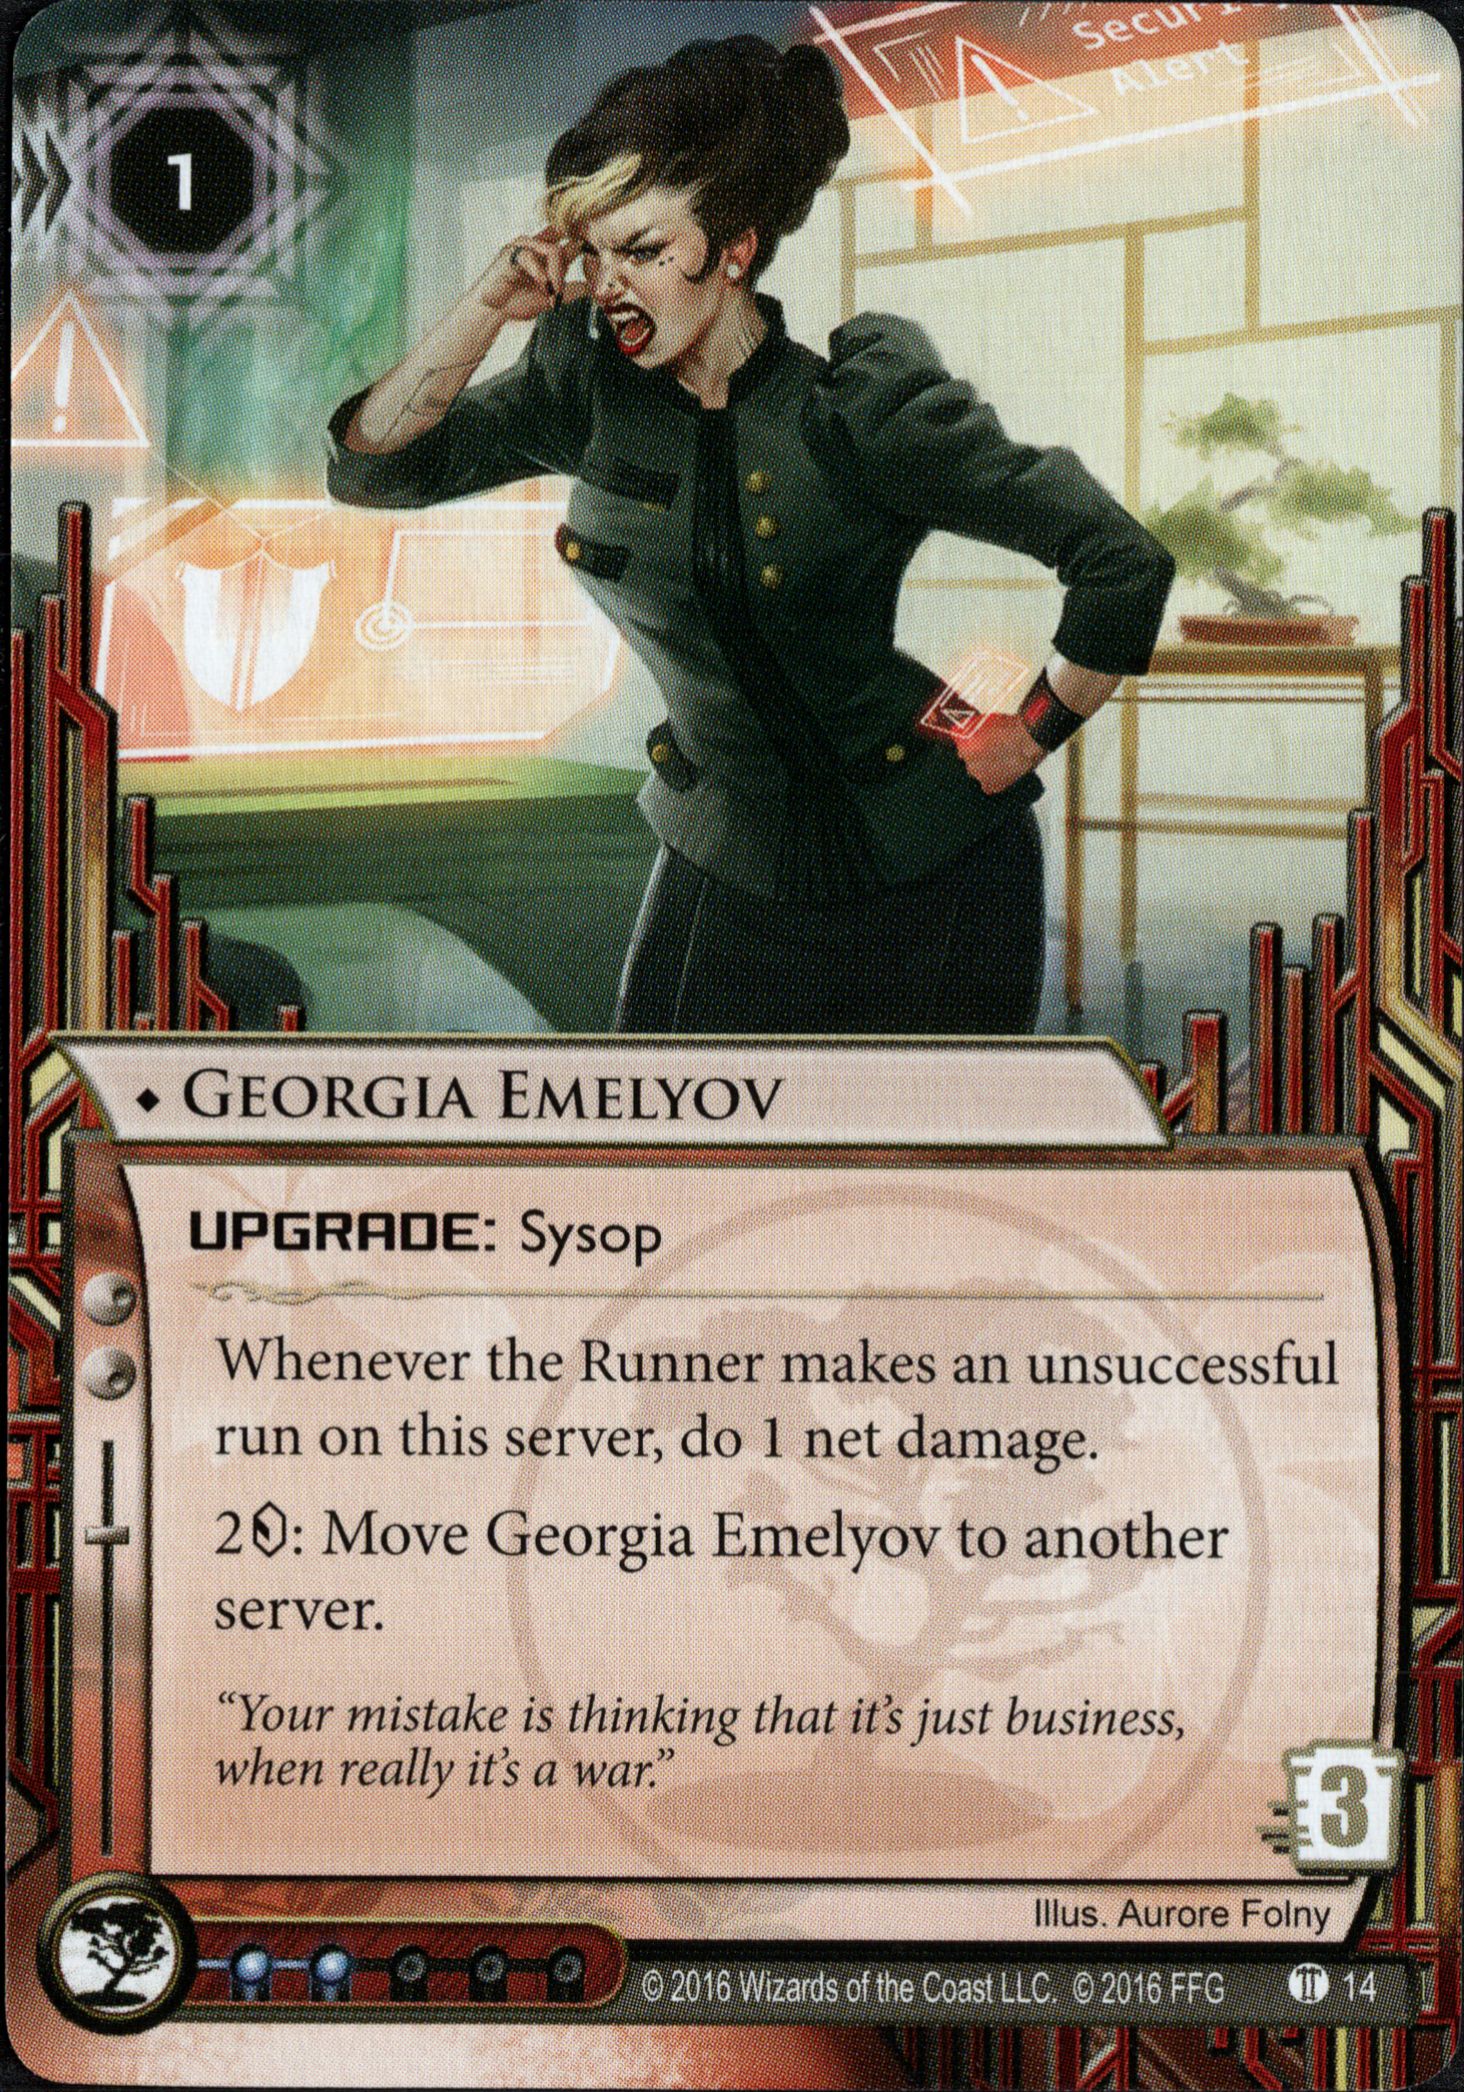 Security
Alert
1
GEORGIA EMELYOV
UPGRADE: Sysop
Whenever the Runner makes an unsuccessful
run on this server, do 1 net damage.
2: Move Georgia Emelyov to another
server.
“Your mistake is thinking that it’s just business,
when really it’s a war.”
3
Illus. Aurore Folny
© 2016 Wizards of the Coast LLC. © 2016 FFG 14